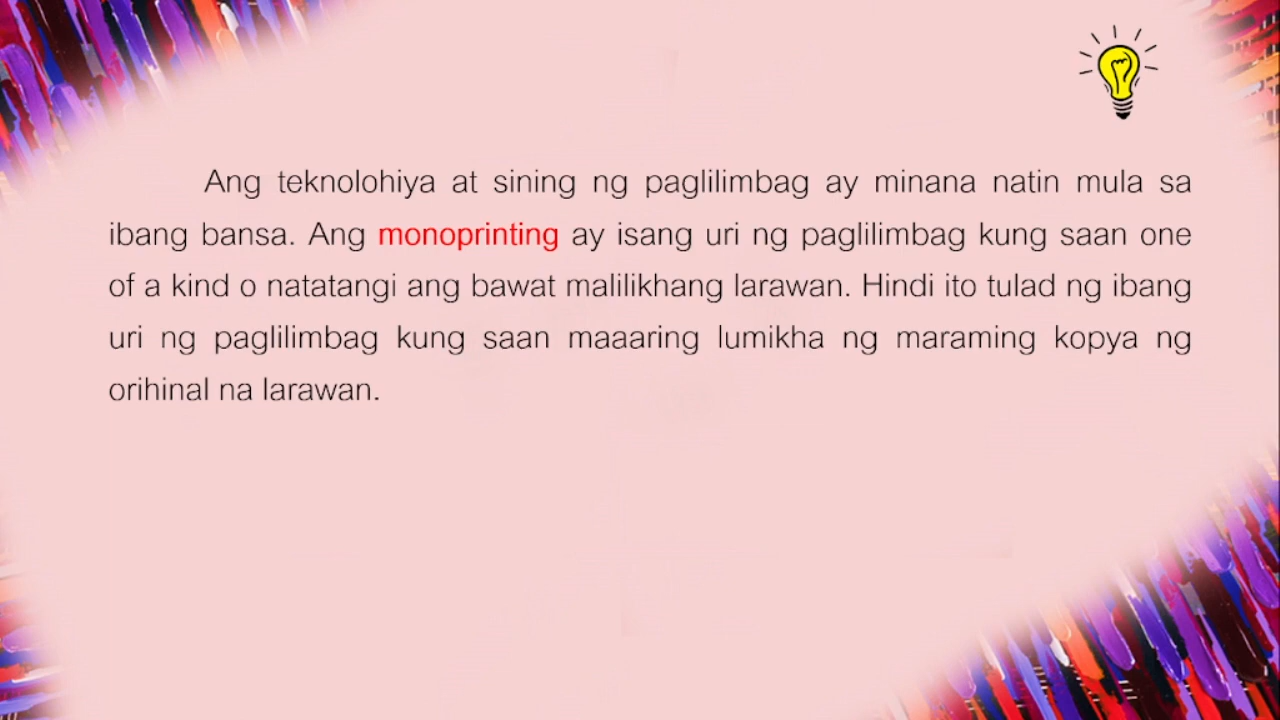 Ang teknolohiya at sining ng paglilimbag ay minana natin mula sa
ibang bansa. Ang monoprinting ay isang uri ng paglilimbag kung saan one
of a kind o natatangi ang bawat malilikhang larawan. Hindi ito tulad ng ibang
uri ng paglilimbag kung saan maaaring lumikha ng maraming kopya ng
orihinal na larawan.